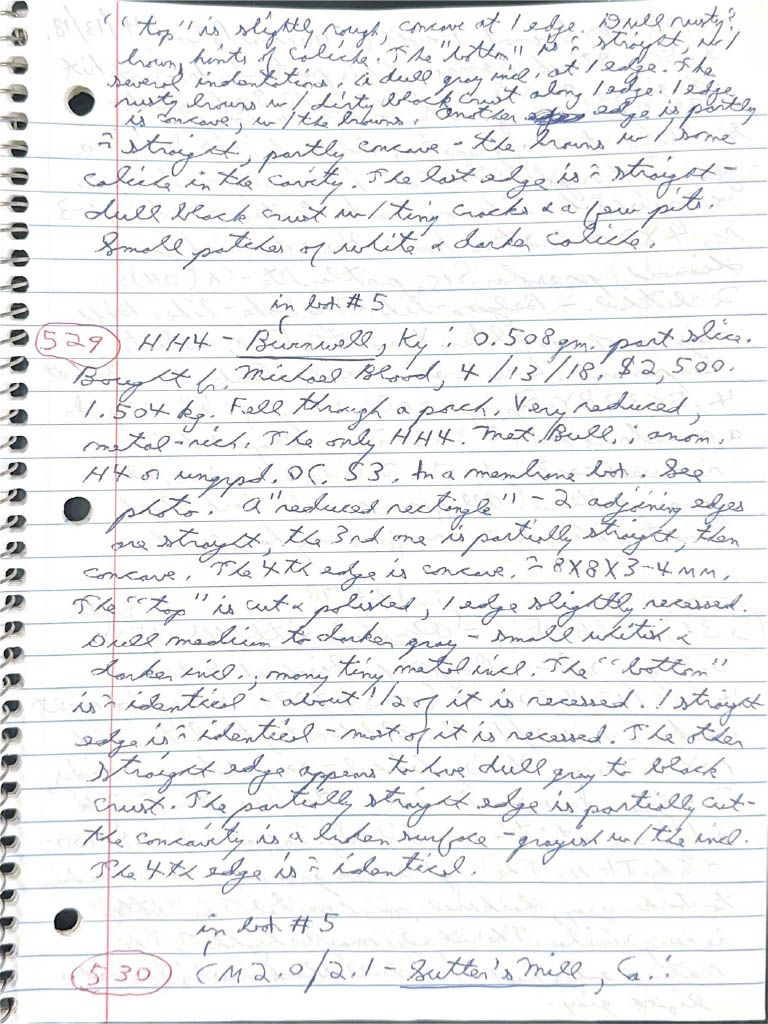 "top" is slightly rough, concave at 1 edge. Dull rusty?
brown, hints of caliche. The "bottom" is ≈ straight, w/
several indentations, a dull gray incl. at 1 edge. The
rusty browns w/ dirty black crust along 1 edge. 1 edge
is concave, w/ the browns. Another edge is partly
≈ straight, partly concave - the browns w/ some
caliche in the cavity. The last edge is ≈ straight -
dull black crust w/ tiny cracks & a few pits.
Small patches of white & darker caliche.
in box # 5
529 HH4 - Burnwell, Ky : 0.508 gm. part slice.
Bought fr. Michael Blood, 4/13/18. $2,500.
1.504 kg. Fell through a porch. Very reduced,
metal-rich. The only HH4. Met. Bull. : anom.
H4 or ungrpd. OC. S3. In a membrane box. See
photo. A "reduced rectingle" - 2 adjoining edges
are straight, the 3rd one is partially straight, then
concave. The 4th edge is concave. ≈ 8X8X3-4 mm.
The "top" is cut & polished, 1 edge slightly recessed.
Dull medium to darker gray - small whitish &
darker incl., many tiny metal incl. The "bottom"
is ≈ identical - about 1/2 of it is recessed. 1 straight
edge is ≈ identical - most of it is recessed. The other
straight edge appears to have dull gray to black
crust. The partially straight edge is partially cut -
the concavity is a broken surface - grayish w/ the incl.
The 4th edge is ≈ identical.
in box # 5
530 CM2.0/2.1 - Sutter's Mill, Ca. :